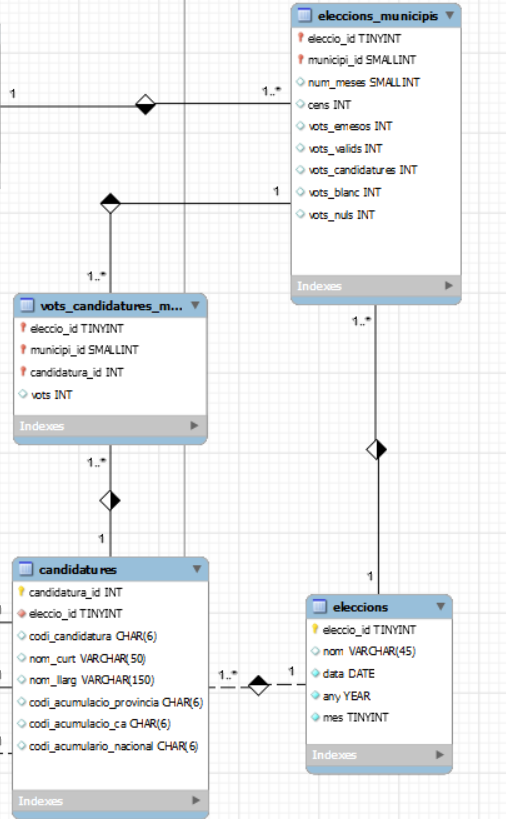 eleccions_municipis
eleccio_id TINYINT
municipi_id SMALLINT
num_meses SMALLINT
cens INT
vots_emesos INT
vots_valids INT
vots_candidatures INT
vots_blanc INT
vots_nuls INT
Indexes
1
1..*
1
1..*
vots_candidatures_m...
eleccio_id TINYINT
municipi_id SMALLINT
candidatura_id INT
vots INT
Indexes
1..*
1..*
1
1
candidatures
candidatura_id INT
eleccio_id TINYINT
codi_candidatura CHAR(6)
nom_curt VARCHAR(50)
nom_llarg VARCHAR(150)
codi_acumulacio_provincia CHAR(6)
codi_acumulacio_ca CHAR(6)
codi_acumulario_nacional CHAR(6)
Indexes
1..*
1
eleccions
eleccio_id TINYINT
nom VARCHAR(45)
data DATE
any YEAR
mes TINYINT
Indexes